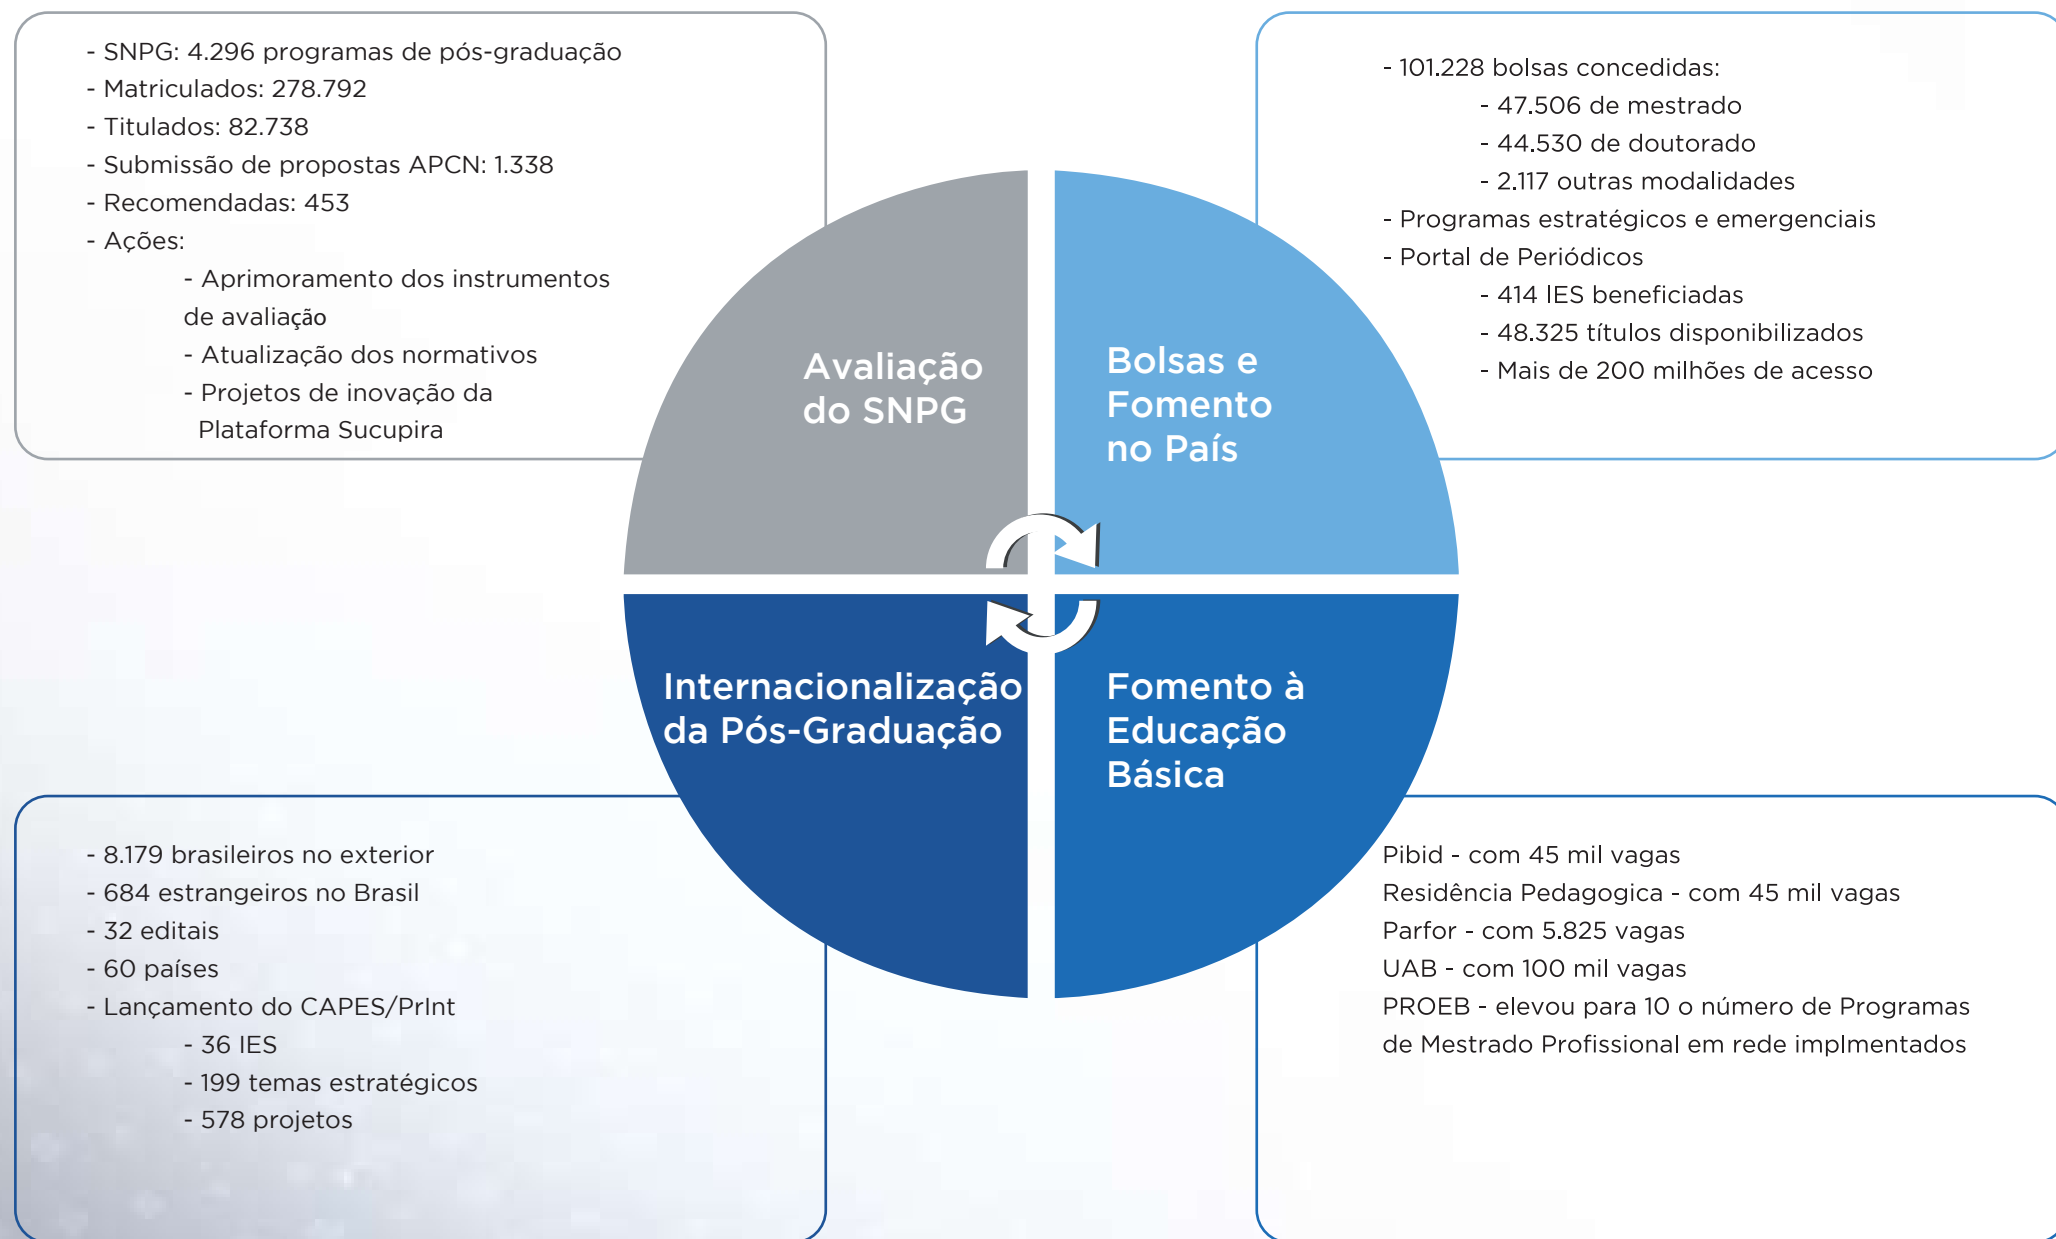 - SNPG: 4.296 programas de pós-graduação
- Matriculados: 278.792
- Titulados: 82.738
- Submissão de propostas APCN: 1.338
- Recomendadas: 453
- Ações:
- Aprimoramento dos instrumentos
de avaliação
- Atualização dos normativos
- Projetos de inovação da
Plataforma Sucupira
- 101.228 bolsas concedidas:
- 47.506 de mestrado
- 44.530 de doutorado
- 2.117 outras modalidades
- Programas estratégicos e emergenciais
- Portal de Periódicos
- 414 IES beneficiadas
- 48.325 títulos disponibilizados
- Mais de 200 milhões de acesso
Avaliação
do SNPG
Bolsas e
Fomento
no País
Internacionalização
da Pós-Graduação
Fomento à
Educação
Básica
- 8.179 brasileiros no exterior
- 684 estrangeiros no Brasil
- 32 editais
- 60 países
- Lançamento do CAPES/PrInt
- 36 IES
- 199 temas estratégicos
- 578 projetos
Pibid - com 45 mil vagas
Residência Pedagogica - com 45 mil vagas
Parfor - com 5.825 vagas
UAB - com 100 mil vagas
PROEB - elevou para 10 o número de Programas
de Mestrado Profissional em rede implmentados